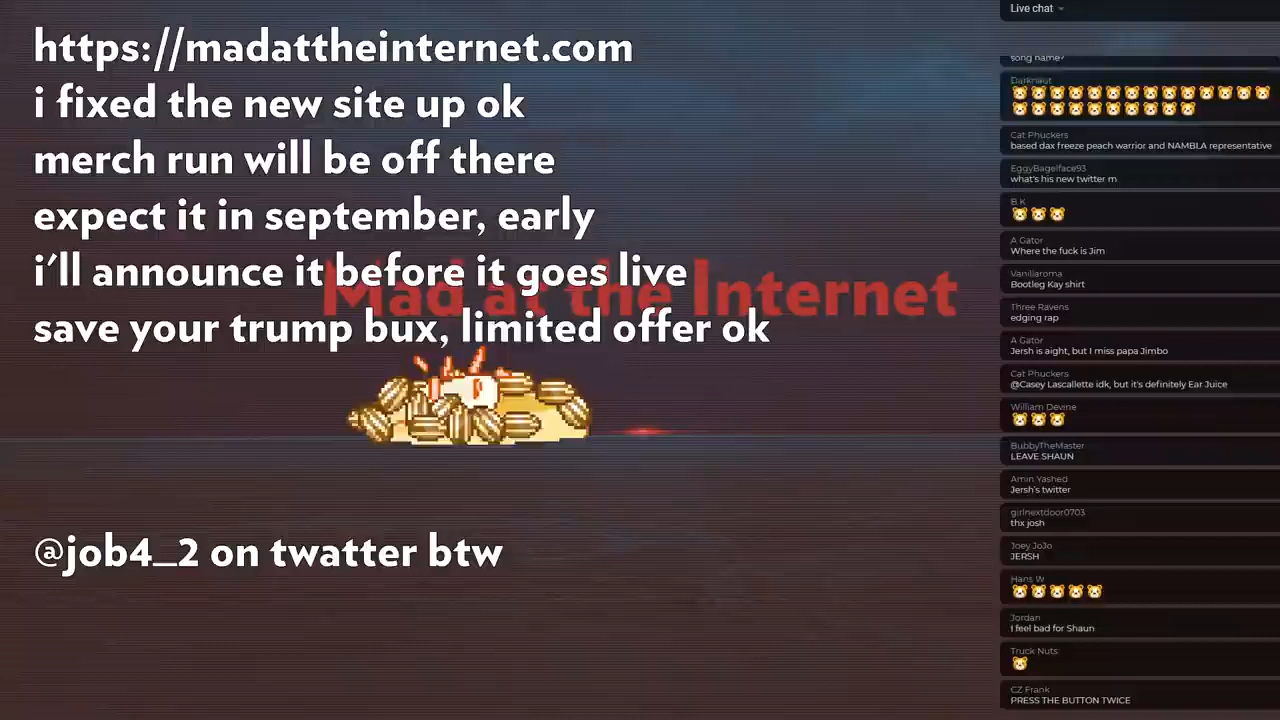 https://madattheinternet.com
i fixed the new site up ok
merch run will be off there
expect it in september, early
i'll announce it before it goes live
Mad at the Internet
save your trump bux, limited offer ok
@job4_2 on twatter btw
Live chat
song name?
Darknaut
Cat Phuckers
based dax freeze peach warrior and NAMBLA representative
EggyBagelface93
what's his new twitter m
B.K
A Gator
Where the fuck is Jim
Vanillaroma
Bootleg Kay shirt
Three Ravens
edging rap
A Gator
Jersh is aight, but I miss papa Jimbo
Cat Phuckers
@Casey Lascallette idk, but it's definitely Ear Juice
William Devine
BubbyTheMaster
LEAVE SHAUN
Amin Yashed
Jersh's twitter
girlnextdoor0703
thx josh
Joey JoJo
JERSH
Hans W
Jordan
I feel bad for Shaun
Truck Nuts
CZ Frank
PRESS THE BUTTON TWICE